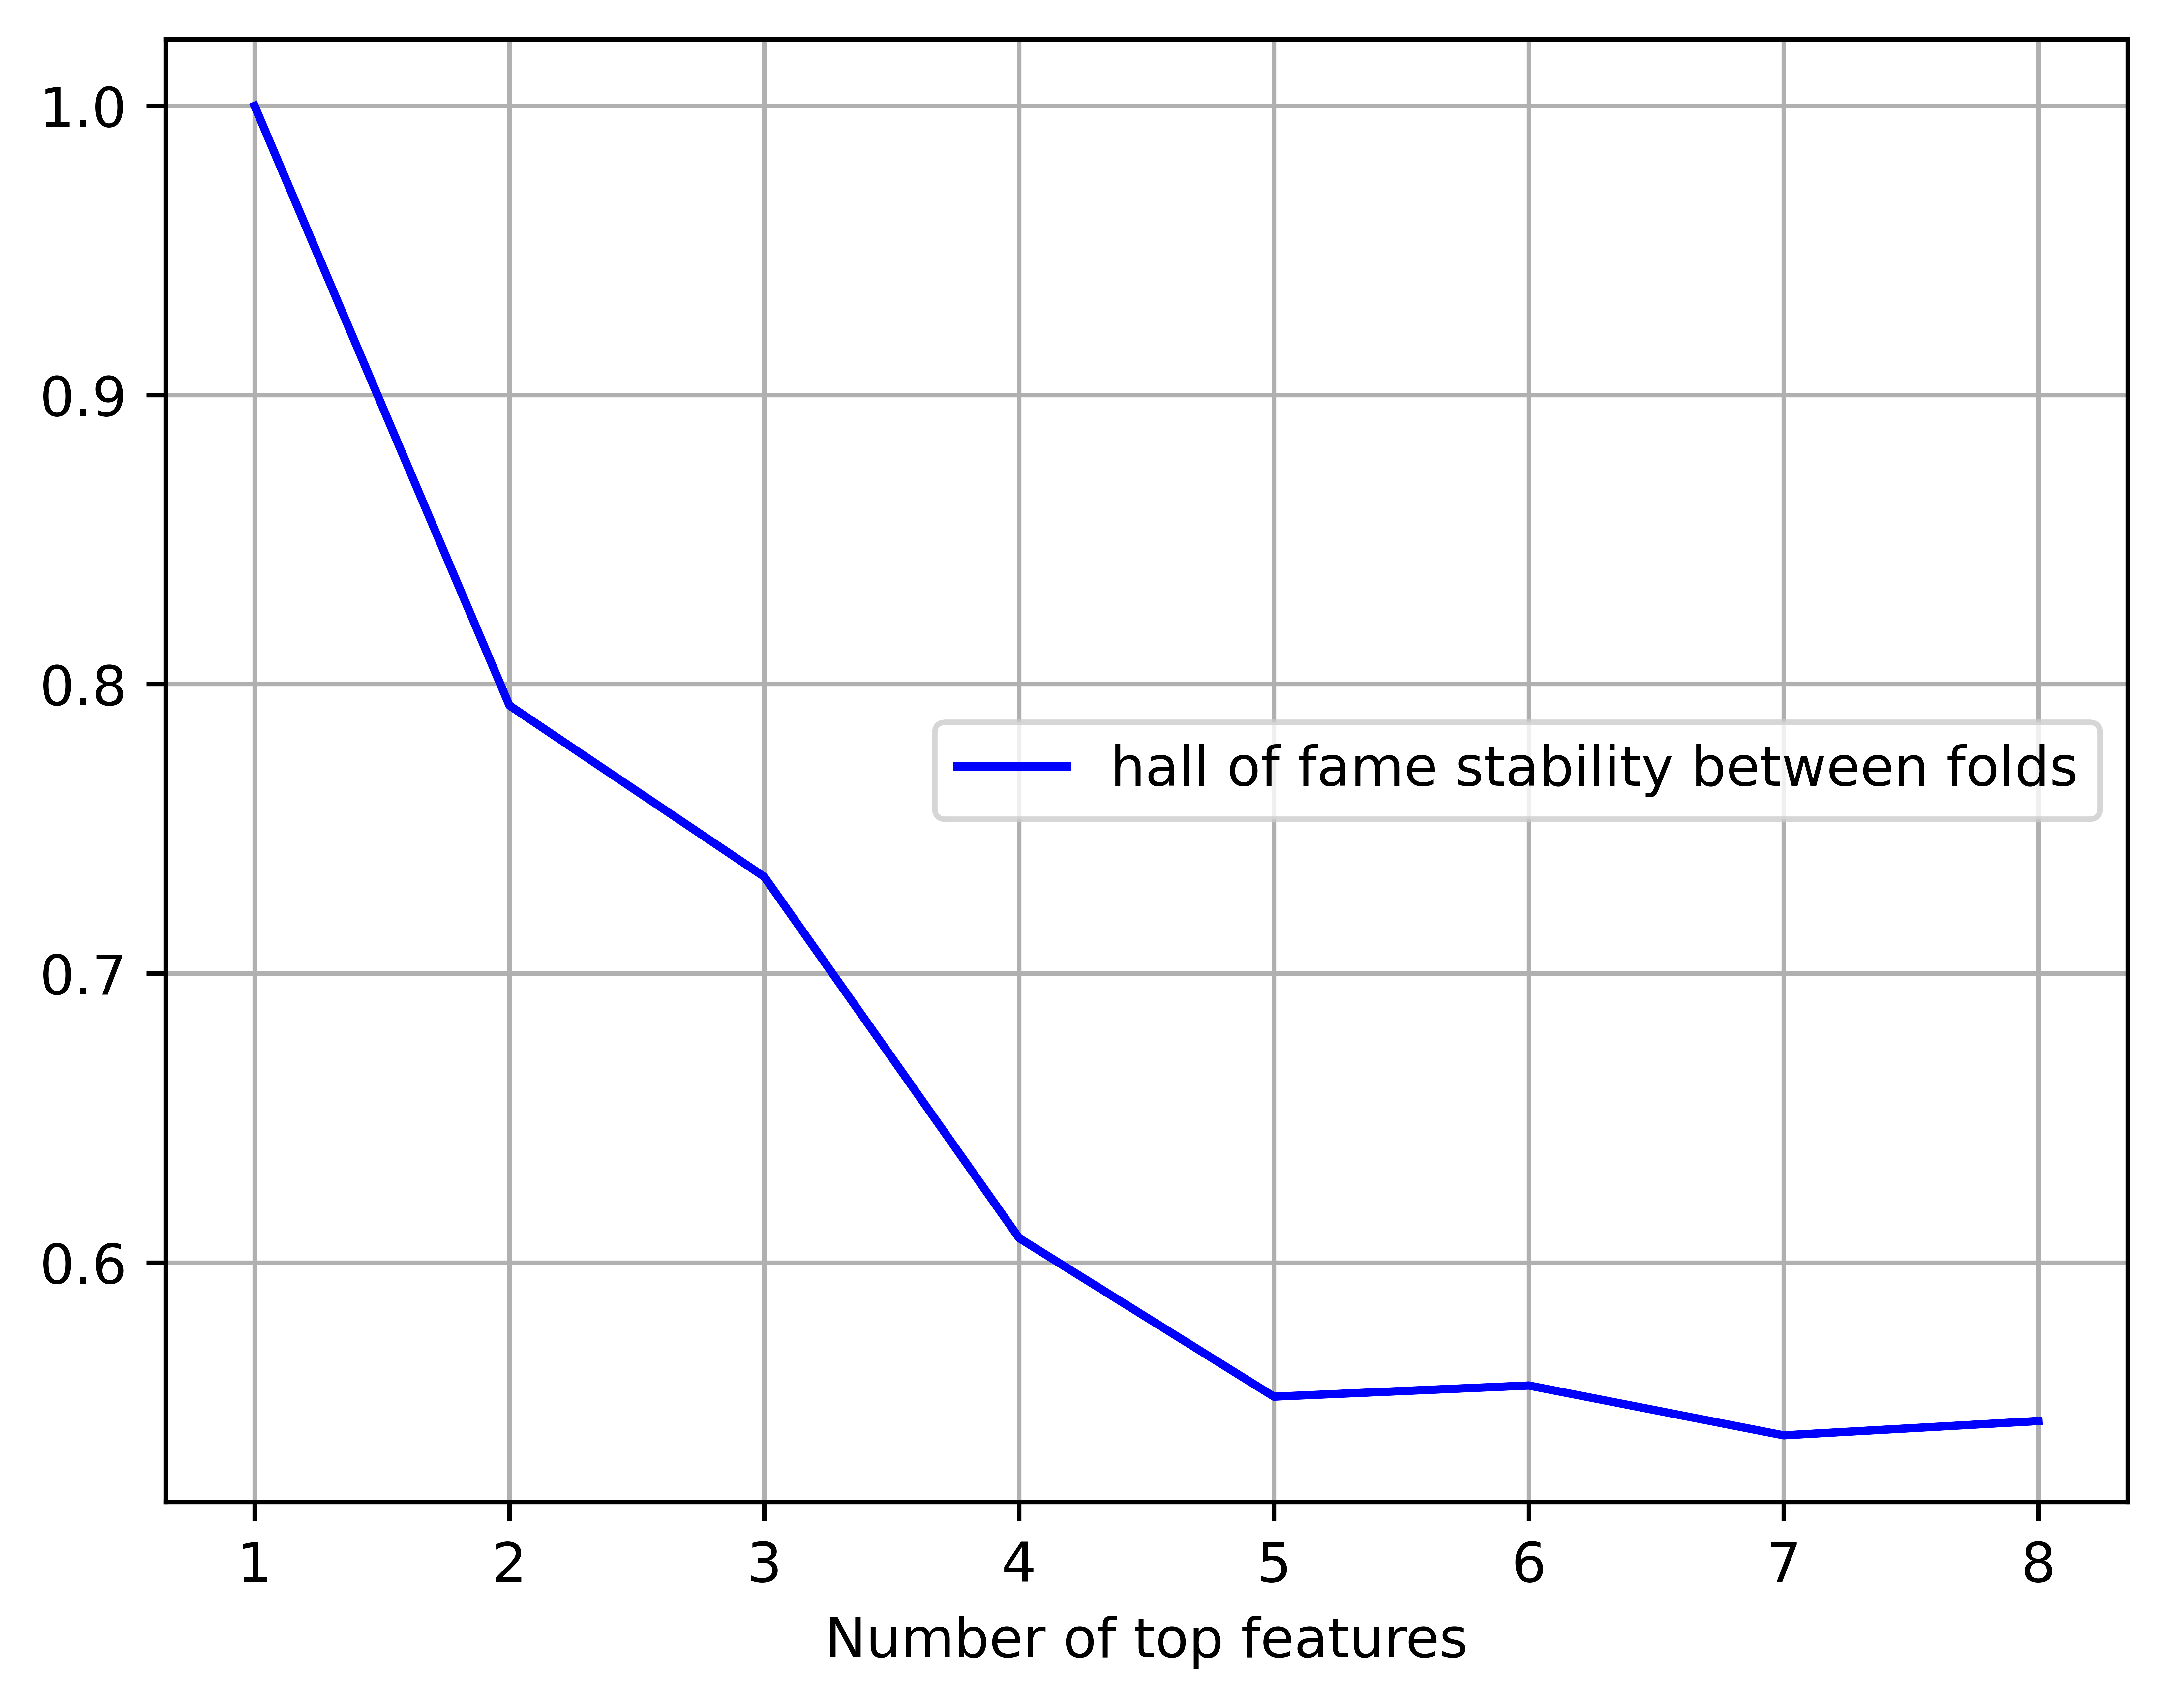 1.0
0.9
0.8
hall of fame stability between folds
0.7
0.6
1 2 3 4 5 6 7 8
Number of top features